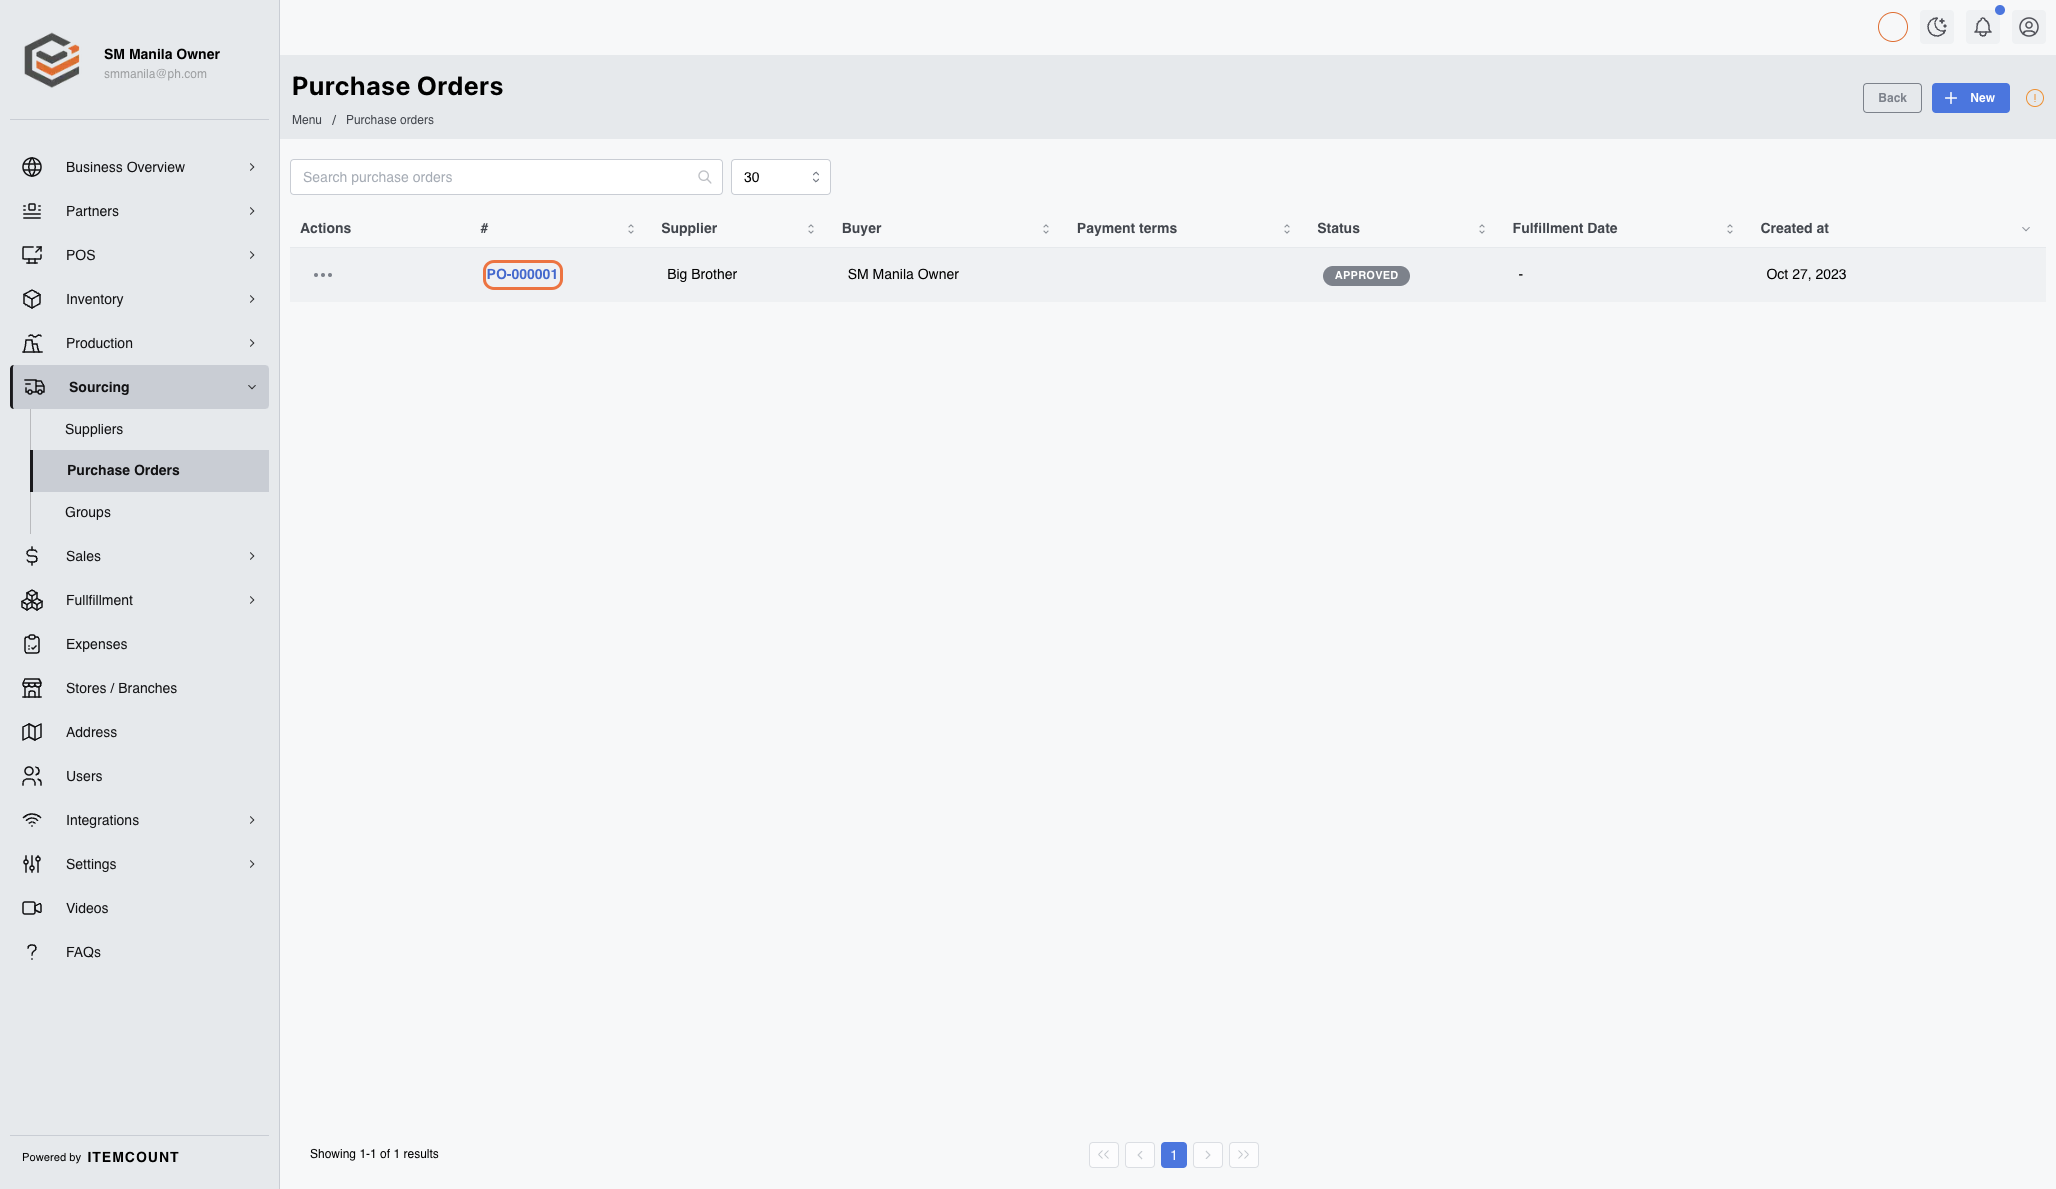 SM Manila Owner
smmanila@ph.com
Business Overview
Partners
POS
Inventory
Production
Sourcing
Suppliers
Purchase Orders
Groups
Sales
Fullfillment
Expenses
Stores / Branches
Address
Users
Integrations
Settings
Videos
FAQs
Powered by ITEMCOUNT
Purchase Orders
Menu / Purchase orders
Back
New
Search purchase orders
30
Actions # Supplier Buyer Payment terms Status Fulfillment Date Created at
PO-000001 Big Brother SM Manila Owner APPROVED - Oct 27, 2023
Showing 1-1 of 1 results
1